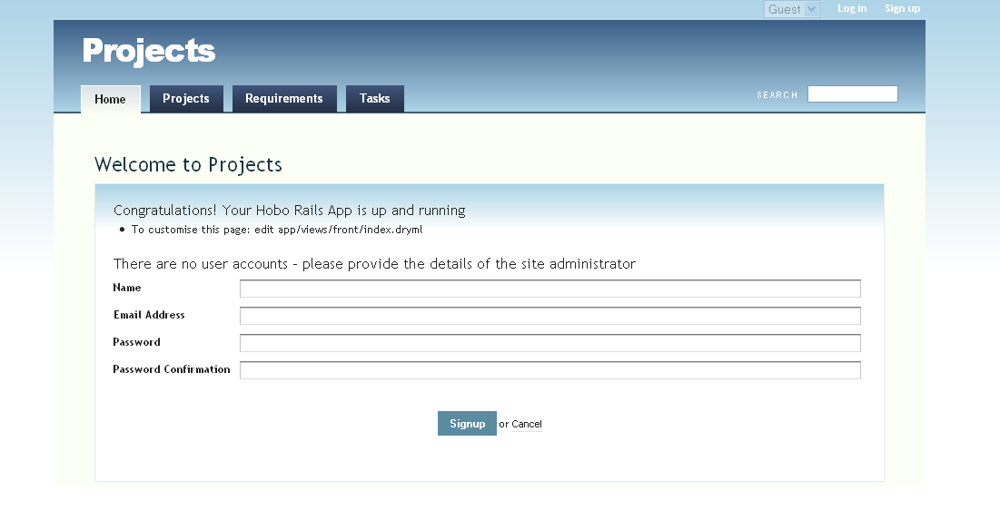 Guest Log in Sign up
Projects
Home Projects Requirements Tasks SEARCH
Welcome to Projects
Congratulations! Your Hobo Rails App is up and running
• To customise this page: edit app/views/front/index.dryml
There are no user accounts - please provide the details of the site administrator
Name
Email Address
Password
Password Confirmation
Signup or Cancel